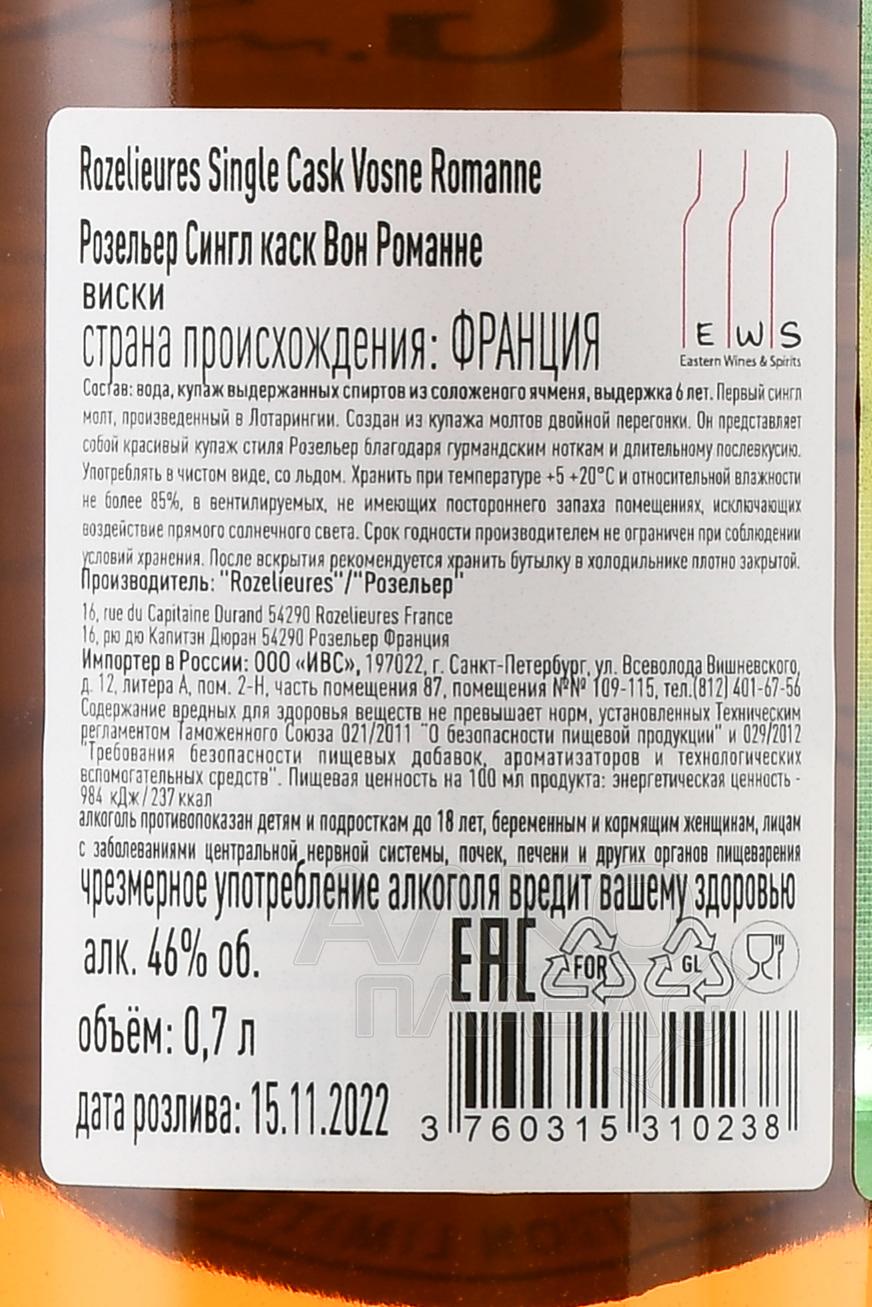 Rozelieures Single Cask Vosne Romanne
Розельер Сингл каск Вон Романне
виски
страна происхождения: ФРАНЦИЯ
E W S
Eastern Wines & Spirits
Состав: вода, купаж выдержанных спиртов из соложеного ячменя, выдержка 6 лет. Первый сингл
молт, произведенный в Лотарингии. Создан из купажа молтов двойной перегонки. Он представляет
собой красивый купаж стиля Розельер благодаря гурмандским ноткам и длительному послевкусию.
Употреблять в чистом виде, со льдом. Хранить при температуре +5 +20°С и относительной влажности
не более 85%, в вентилируемых, не имеющих постороннего запаха помещениях, исключающих
воздействие прямого солнечного света. Срок годности производителем не ограничен при соблюдении
условий хранения. После вскрытия рекомендуется хранить бутылку в холодильнике плотно закрытой.
Производитель: "Rozelieures"/"Розельер"
16, rue du Capitaine Durand 54290 Rozelieures France
16, рю дю Капитэн Дюран 54290 Розельер Франция
Импортер в России: ООО «ИВС», 197022, г. Санкт-Петербург, ул. Всеволода Вишневского,
д. 12, литера А, пом. 2-Н, часть помещения 87, помещения №№ 109-115, тел.(812) 401-67-56
Содержание вредных для здоровья веществ не превышает норм, установленных Техническим
регламентом Таможенного Союза 021/2011 "О безопасности пищевой продукции" и 029/2012
"Требования безопасности пищевых добавок, ароматизаторов и технологических
вспомогательных средств". Пищевая ценность на 100 мл продукта: энергетическая ценность -
984 кДж/237 ккал
алкоголь противопоказан детям и подросткам до 18 лет, беременным и кормящим женщинам, лицам
с заболеваниями центральной нервной системы, почек, печени и других органов пищеварения
чрезмерное употребление алкоголя вредит вашему здоровью
алк. 46% об.
EAC FOR GL
объём: 0,7 л
дата розлива: 15.11.2022
3 760315 310238
АЛКО
ПЛАЗА